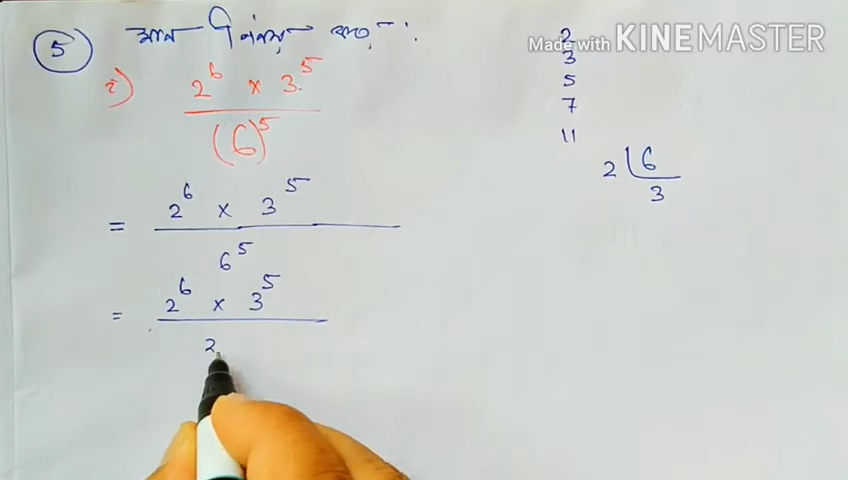 5 মান নির্ণয় কর :
i) 2^6 × 3^5 / (6)^5
= 2^6 × 3^5 / 6^5
= 2^6 × 3^5 / 2
Made with KINEMASTER
2
3
5
7
11
2 | 6
3